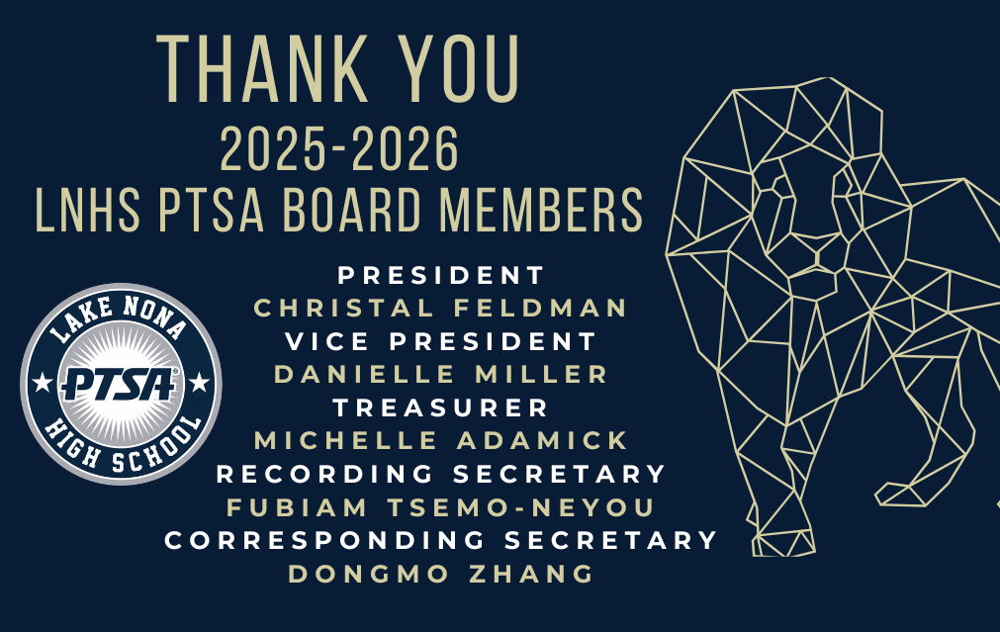 THANK YOU
2025-2026
LNHS PTSA BOARD MEMBERS
PRESIDENT
CHRISTAL FELDMAN
VICE PRESIDENT
DANIELLE MILLER
TREASURER
MICHELLE ADAMICK
RECORDING SECRETARY
FUBIAM TSEMO-NEYOU
CORRESPONDING SECRETARY
DONGMO ZHANG
LAKE NONA
PTSA®
HIGH SCHOOL